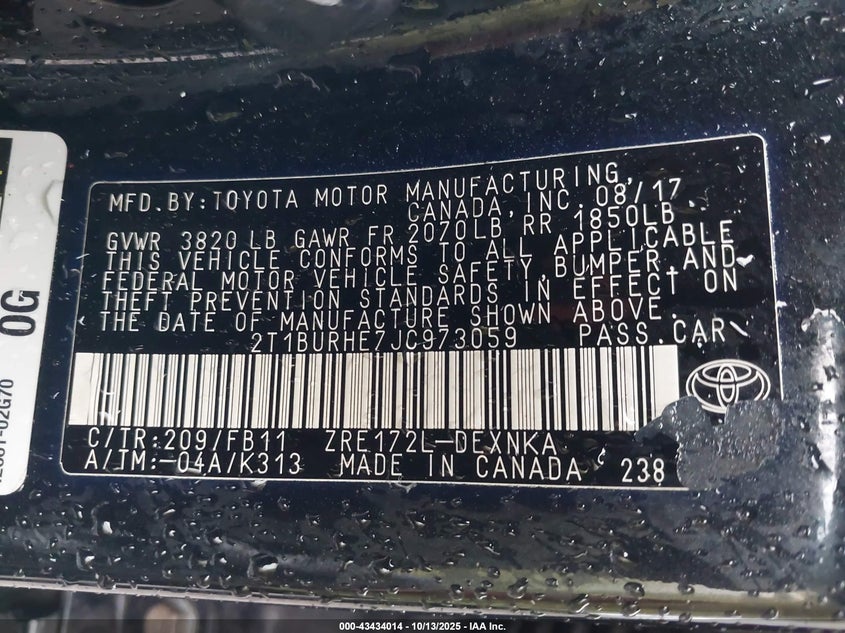 MFD.BY:TOYOTA MOTOR MANUFACTURING,
CANADA, INC. 08/17
GVWR 3820 LB GAWR FR 2070LB RR 1850LB
THIS VEHICLE CONFORMS TO ALL APPLICABLE
FEDERAL MOTOR VEHICLE SAFETY, BUMPER, AND
THEFT PREVENTION STANDARDS IN EFFECT ON
THE DATE OF MANUFACTURE SHOWN ABOVE.
2T1BURHE7JC973059 PASS.CAR
C/TR:209/FB11 ZRE172L-DEXNKA
A/TM:-04A/K313 MADE IN CANADA 238
0G
000-43434014 - 10/13/2025 - IAA Inc.